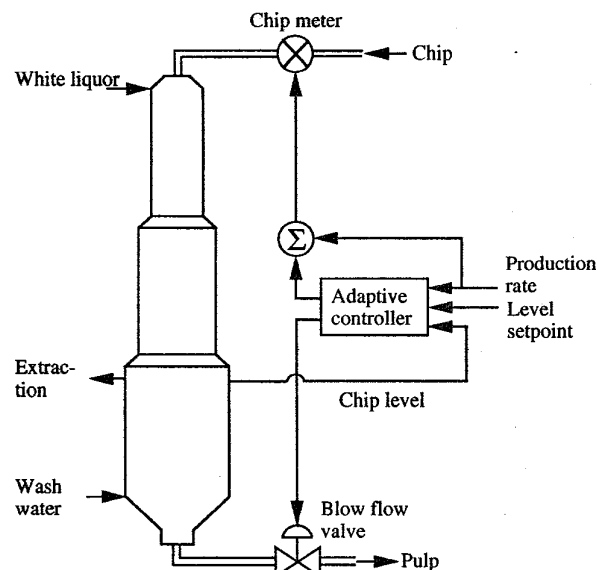 Chip meter
Chip
White liquor
Σ
Production
rate
Adaptive
controller
Level
setpoint
Extrac-
tion
Chip level
Wash
water
Blow flow
valve
Pulp